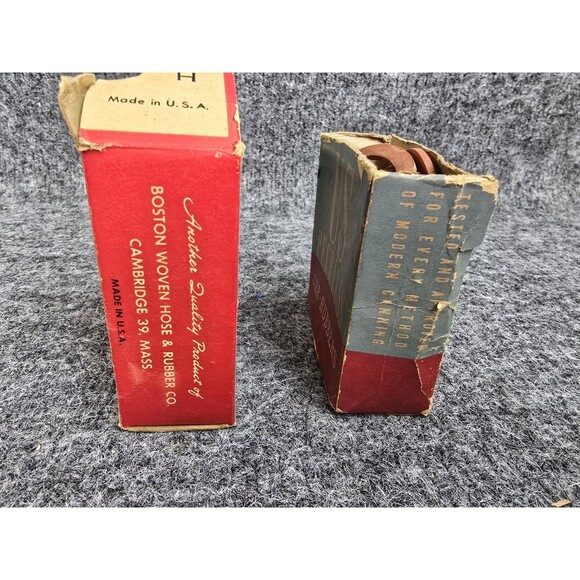 H
Made in U.S.A.
Another Quality Product of
BOSTON WOVEN HOSE & RUBBER CO.
CAMBRIDGE 39, MASS.
MADE IN U.S.A.
TESTED AND
FOR EVERY METHOD
OF MODERN CANNING